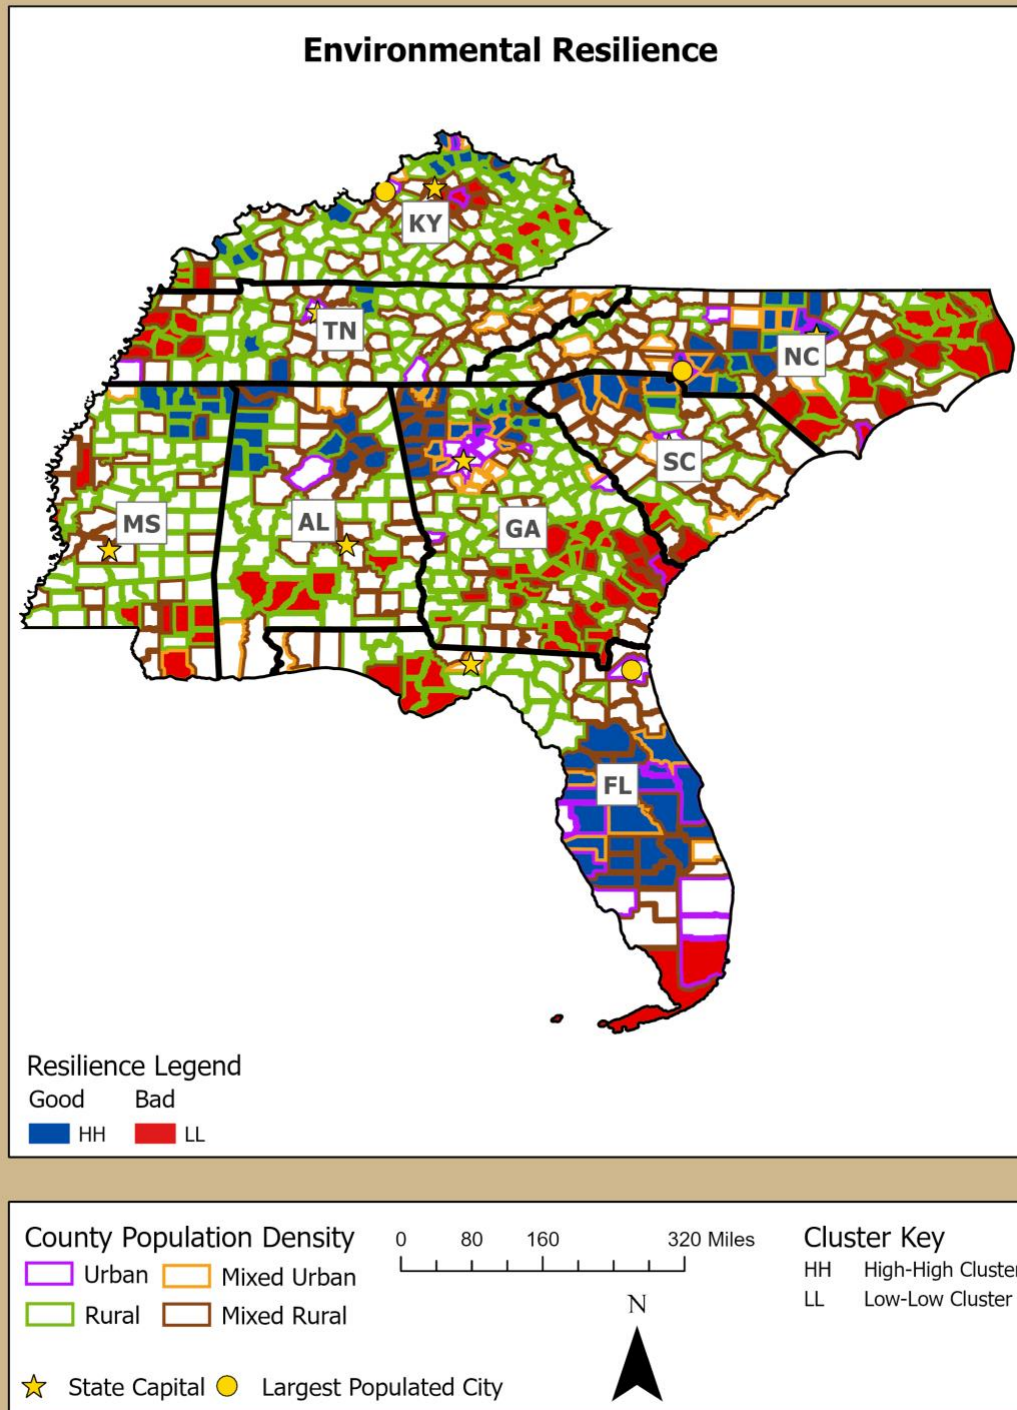 Environmental Resilience
KY
TN
NC
SC
MS
AL
GA
FL
Resilience Legend
Good Bad
HH LL
County Population Density
Urban Mixed Urban
Rural Mixed Rural
State Capital Largest Populated City
0 80 160 320 Miles
N
Cluster Key
HH High-High Cluster
LL Low-Low Cluster